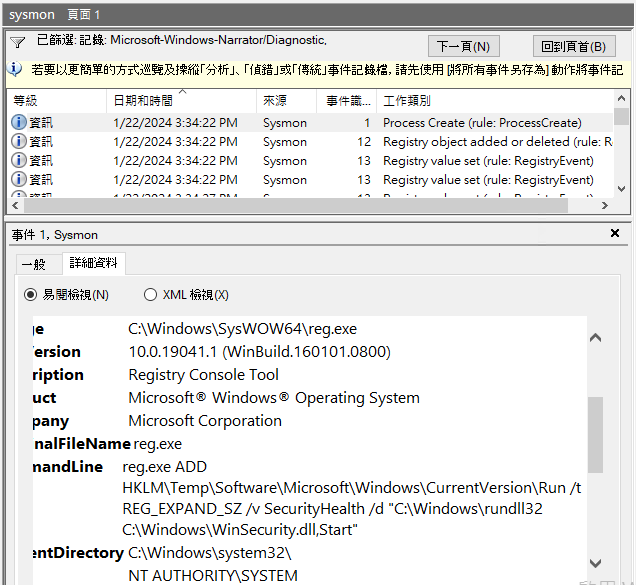 sysmon 頁面 1
已篩選: 記錄: Microsoft-Windows-Narrator/Diagnostic,
下一頁(N)
回到頁首(B)
若要以更簡單的方式巡覽及操縱「分析」、「偵錯」或「傳統」事件記錄檔, 請先使用 [將所有事件另存為] 動作將事件記
等級 日期和時間 來源 事件識... 工作類別
資訊 1/22/2024 3:34:22 PM Sysmon 1 Process Create (rule: ProcessCreate)
資訊 1/22/2024 3:34:22 PM Sysmon 12 Registry object added or deleted (rule: R
資訊 1/22/2024 3:34:22 PM Sysmon 13 Registry value set (rule: RegistryEvent)
資訊 1/22/2024 3:34:22 PM Sysmon 13 Registry value set (rule: RegistryEvent)
事件 1, Sysmon
一般 詳細資料
易閱檢視(N) XML 檢視(X)
ge C:\Windows\SysWOW64\reg.exe
Version 10.0.19041.1 (WinBuild.160101.0800)
ription Registry Console Tool
uct Microsoft® Windows® Operating System
pany Microsoft Corporation
nalFileName reg.exe
mandLine reg.exe ADD
HKLM\Temp\Software\Microsoft\Windows\CurrentVersion\Run /t
REG_EXPAND_SZ /v SecurityHealth /d "C:\Windows\rundll32
C:\Windows\WinSecurity.dll,Start"
entDirectory C:\Windows\system32\
NT AUTHORITY\SYSTEM